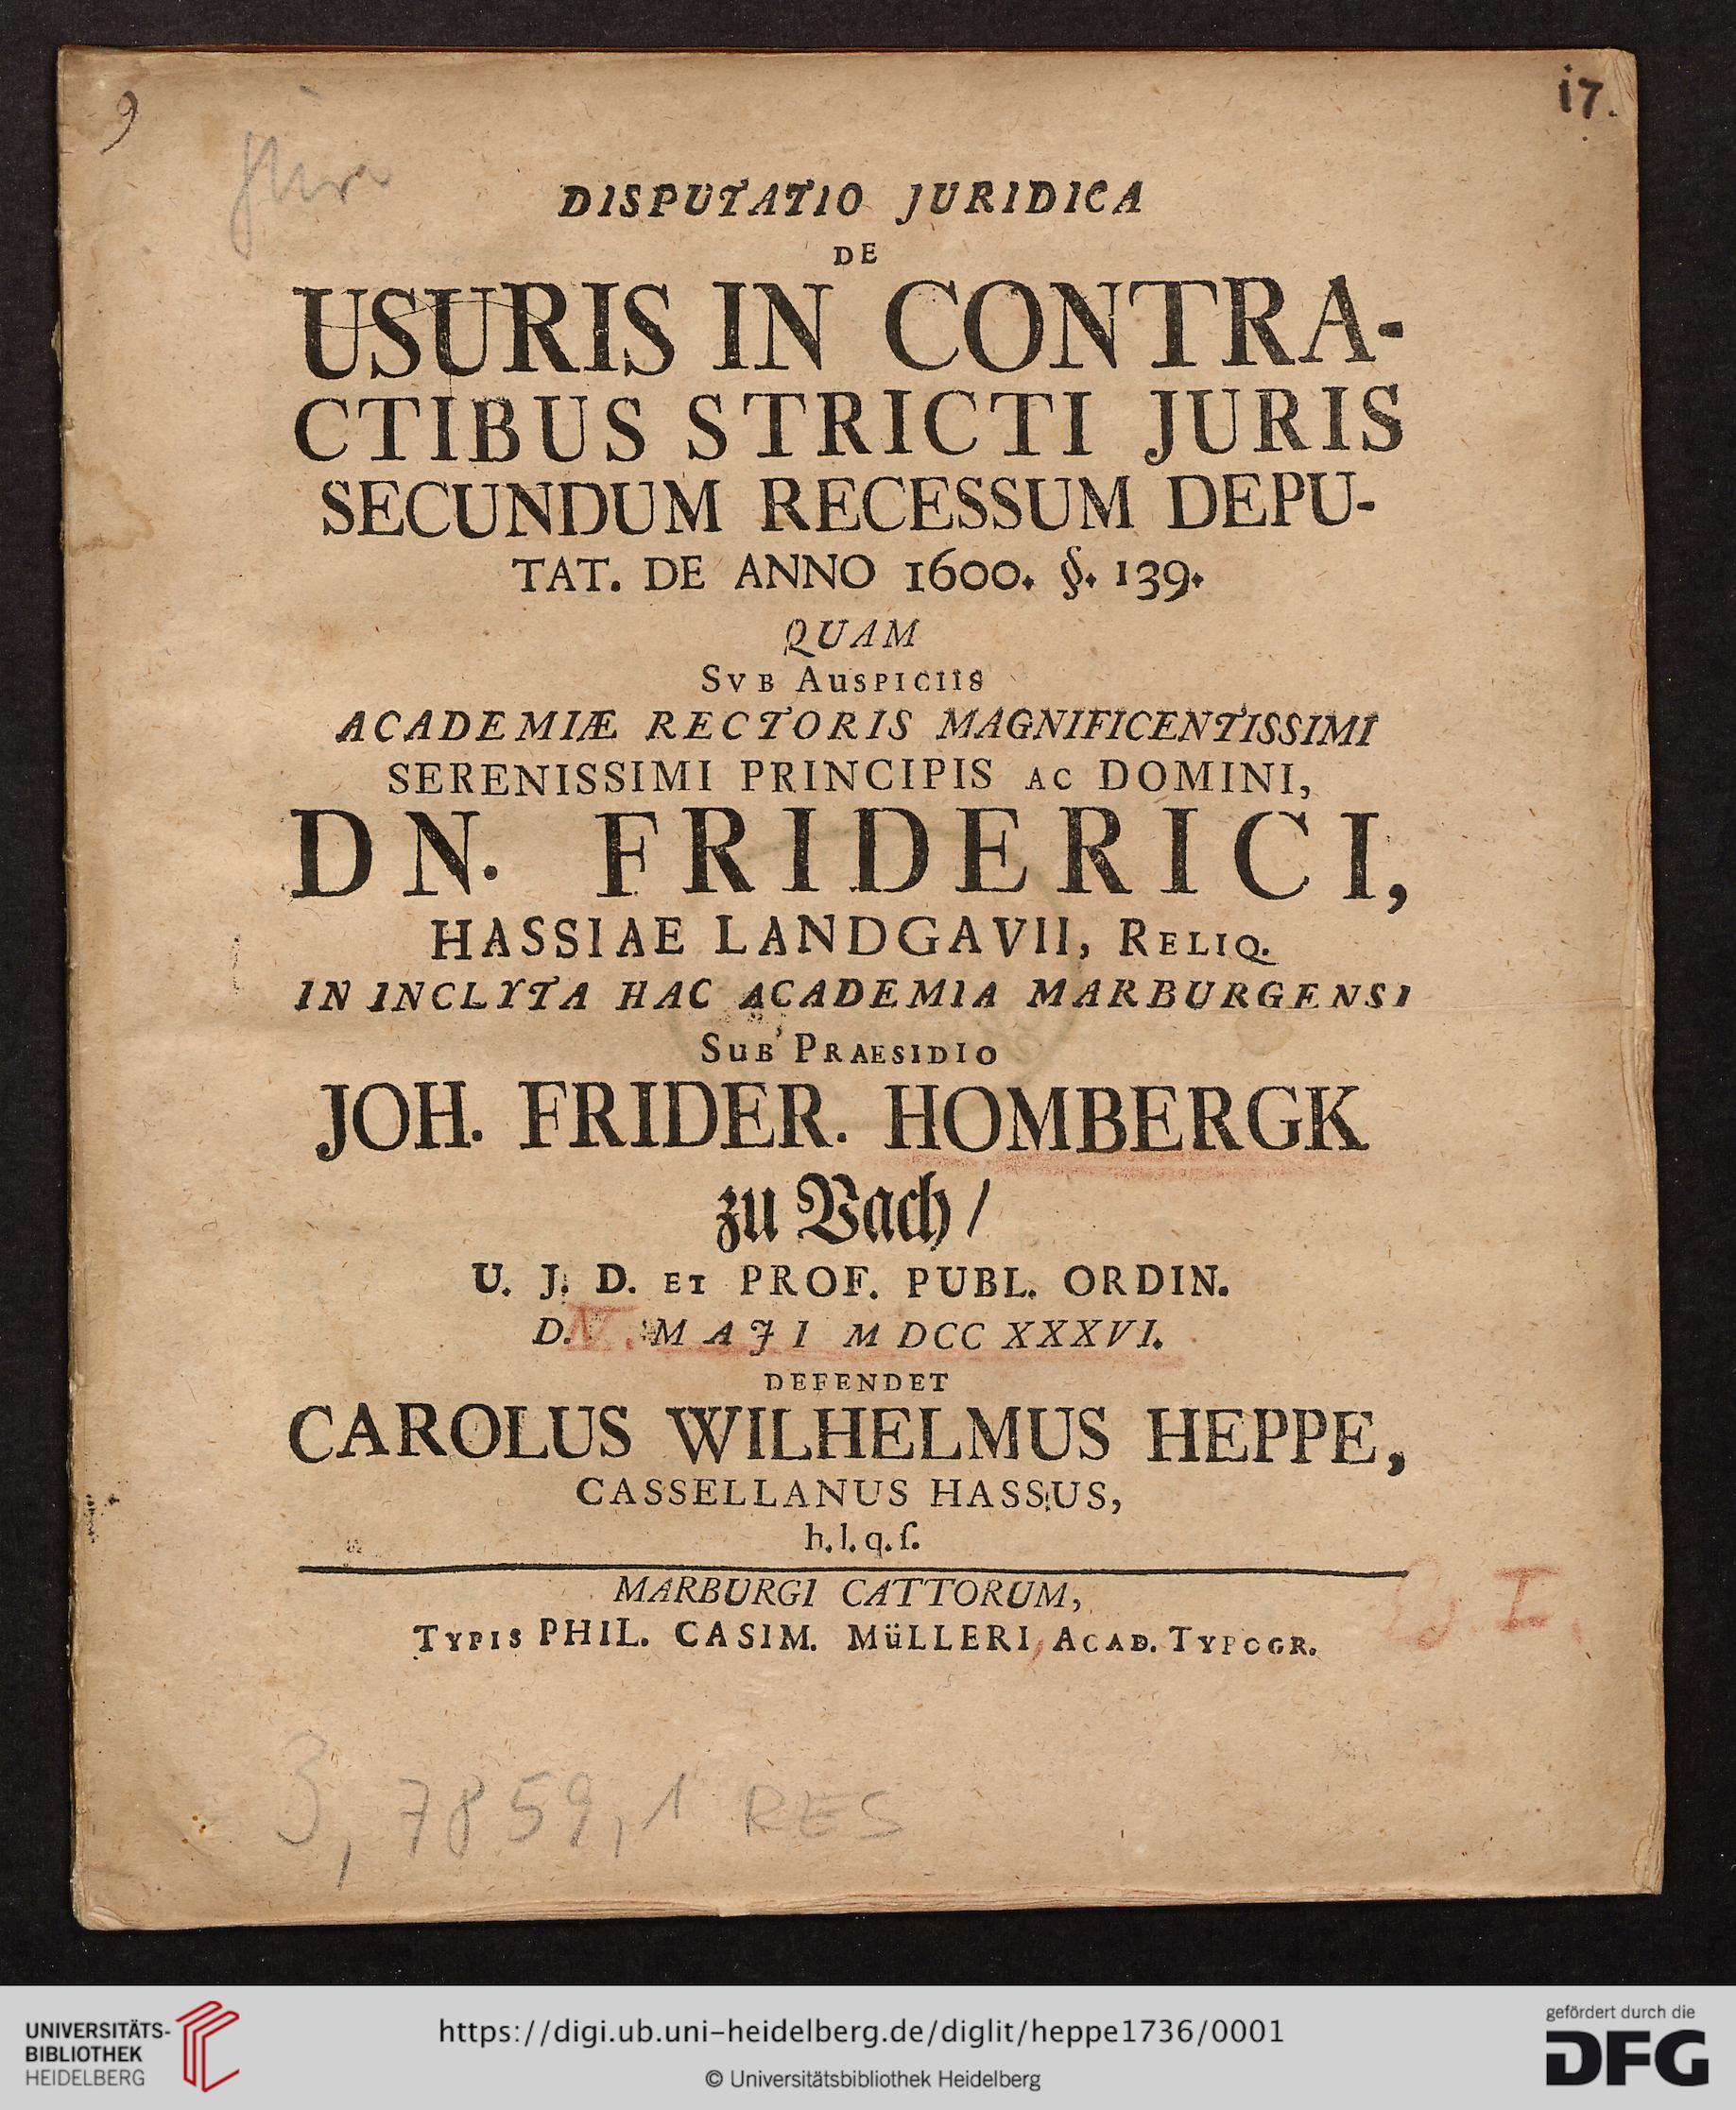 9
17.
Jur
DISPUTATIO JURIDICA
DE
USURIS IN CONTRA-
CTIBUS STRICTI JURIS
SECUNDUM RECESSUM DEPU-
TAT. DE ANNO 1600. §. 139.
QUAM
SVB AUSPICIIS
ACADEMIÆ RECTORIS MAGNIFICENTISSIMI
SERENISSIMI PRINCIPIS AC DOMINI,
DN. FRIDERICI,
HASSIAE LANDGAVII, RELIQ.
IN INCLYTA HAC ACADEMIA MARBURGENSI
SUB PRAESIDIO
JOH. FRIDER. HOMBERGK
zu Vach/
U. J. D. ET PROF. PUBL. ORDIN.
D. MAJI MDCCXXXVI.
DEFENDET
CAROLUS WILHELMUS HEPPE,
CASSELLANUS HASSUS,
h. l. q. ſ.
MARBURGI CATTORUM,
TYPIS PHIL. CASIM. MüLLERI, ACAD. TYPOGR.
I.
3, 7859, 1 RES
UNIVERSITÄTS-
BIBLIOTHEK
HEIDELBERG
https://digi.ub.uni-heidelberg.de/diglit/heppe1736/0001
© Universitätsbibliothek Heidelberg
gefördert durch die
DFG